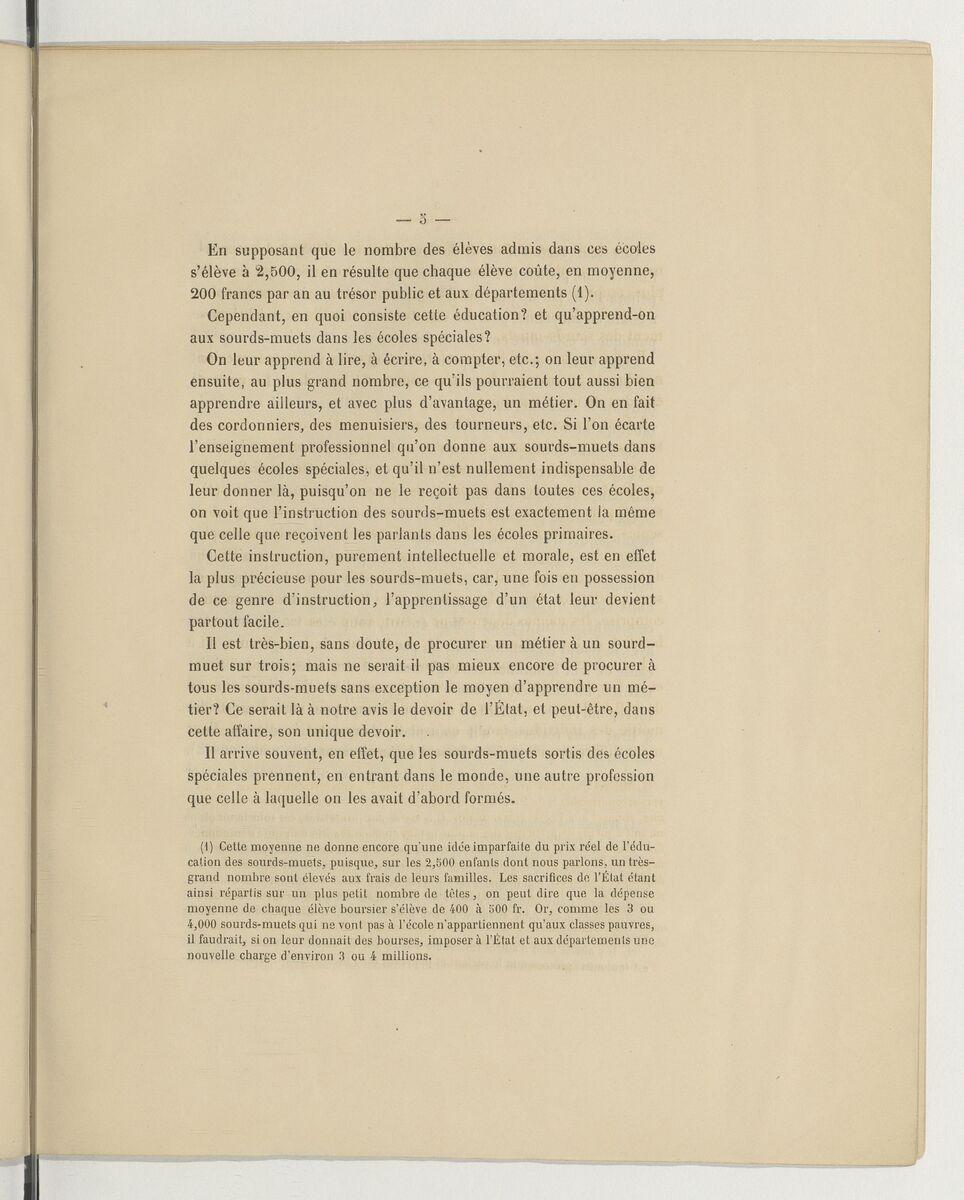 — 5 —
En supposant que le nombre des élèves admis dans ces écoles
s'élève à 2,500, il en résulte que chaque élève coûte, en moyenne,
200 francs par an au trésor public et aux départements (1).
Cependant, en quoi consiste cette éducation? et qu'apprend-on
aux sourds-muets dans les écoles spéciales?
On leur apprend à lire, à écrire, à compter, etc.; on leur apprend
ensuite, au plus grand nombre, ce qu'ils pourraient tout aussi bien
apprendre ailleurs, et avec plus d'avantage, un métier. On en fait
des cordonniers, des menuisiers, des tourneurs, etc. Si l'on écarte
l'enseignement professionnel qu'on donne aux sourds-muets dans
quelques écoles spéciales, et qu'il n'est nullement indispensable de
leur donner là, puisqu'on ne le reçoit pas dans toutes ces écoles,
on voit que l'instruction des sourds-muets est exactement la même
que celle que reçoivent les parlants dans les écoles primaires.
Cette instruction, purement intellectuelle et morale, est en effet
la plus précieuse pour les sourds-muets, car, une fois en possession
de ce genre d'instruction, l'apprentissage d'un état leur devient
partout facile.
Il est très-bien, sans doute, de procurer un métier à un sourd-
muet sur trois; mais ne serait il pas mieux encore de procurer à
tous les sourds-muets sans exception le moyen d'apprendre un mé-
tier? Ce serait là à notre avis le devoir de l'État, et peut-être, dans
cette affaire, son unique devoir.
Il arrive souvent, en effet, que les sourds-muets sortis des écoles
spéciales prennent, en entrant dans le monde, une autre profession
que celle à laquelle on les avait d'abord formés.
(1) Cette moyenne ne donne encore qu'une idée imparfaite du prix réel de l'édu-
cation des sourds-muets, puisque, sur les 2,500 enfants dont nous parlons, un très-
grand nombre sont élevés aux frais de leurs familles. Les sacrifices de l'État étant
ainsi répartis sur un plus petit nombre de têtes, on peut dire que la dépense
moyenne de chaque élève boursier s'élève de 400 à 500 fr. Or, comme les 3 ou
4,000 sourds-muets qui ne vont pas à l'école n'appartiennent qu'aux classes pauvres,
il faudrait, si on leur donnait des bourses, imposer à l'État et aux départements une
nouvelle charge d'environ 3 ou 4 millions.